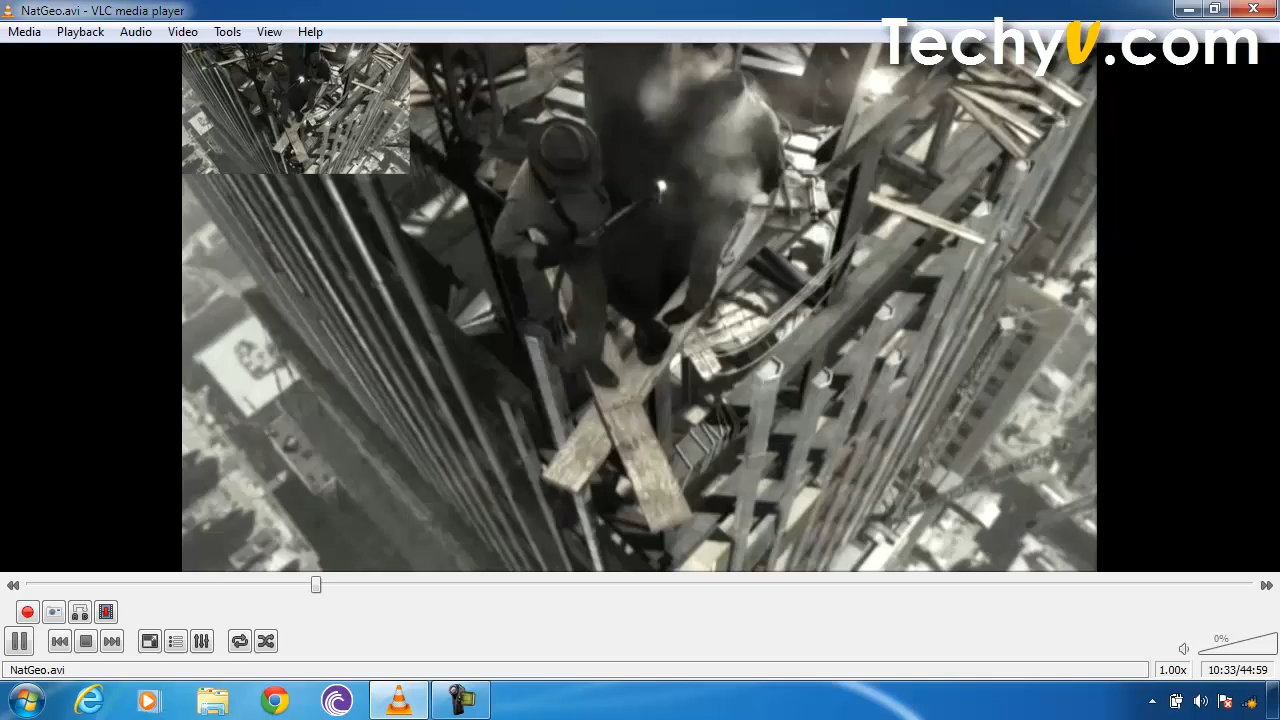 NatGeo.avi - VLC media player
TechyV.com
Media Playback Audio Video Tools View Help
0%
NatGeo.avi
1.00x
10:33/44:59